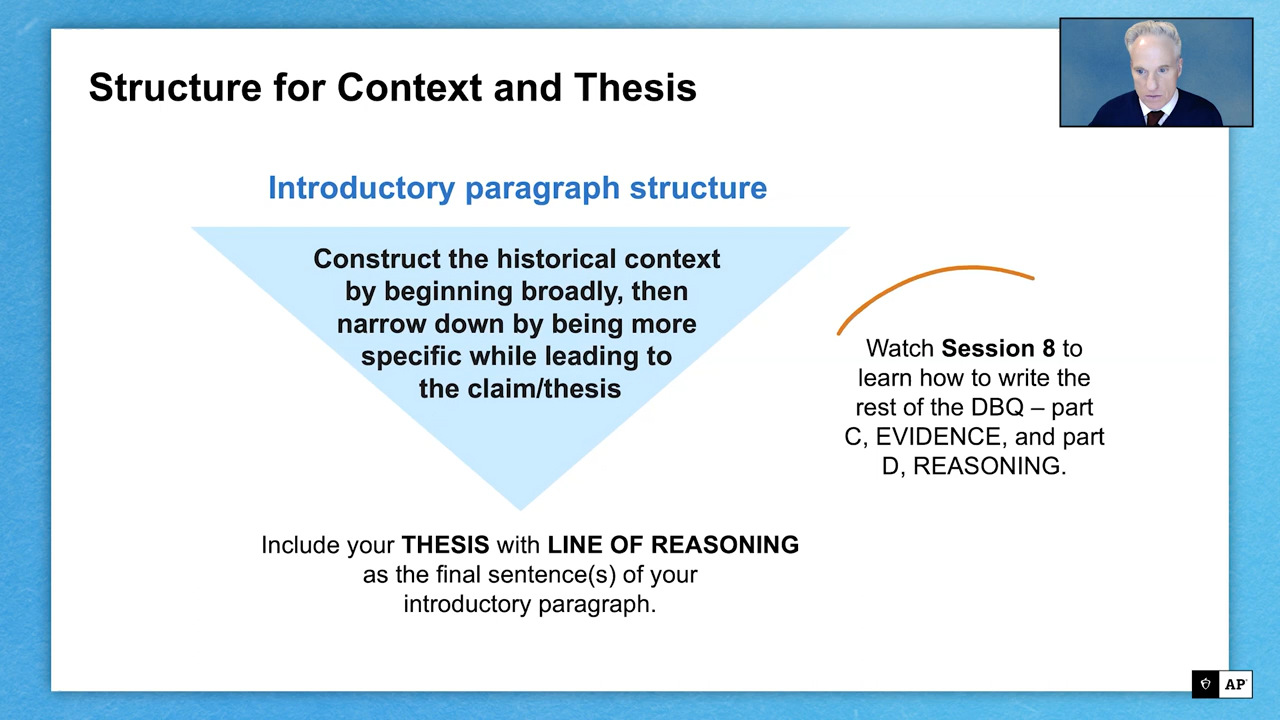 Structure for Context and Thesis
Introductory paragraph structure
Construct the historical context
by beginning broadly, then
narrow down by being more
specific while leading to
the claim/thesis
Watch Session 8 to
learn how to write the
rest of the DBQ – part
C, EVIDENCE, and part
D, REASONING.
Include your THESIS with LINE OF REASONING
as the final sentence(s) of your
introductory paragraph.
AP®